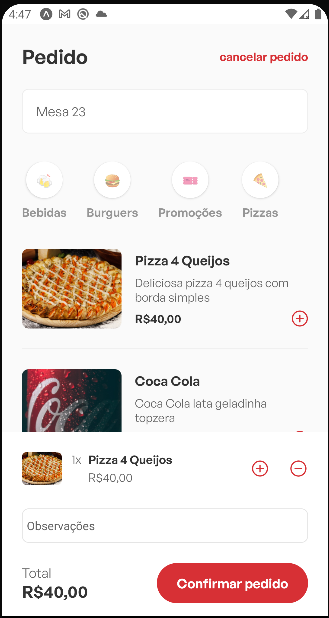 4:47
Pedido
cancelar pedido
Mesa 23
Bebidas Burguers Promoções Pizzas
Pizza 4 Queijos
Deliciosa pizza 4 queijos com
borda simples
R$40,00
Coca Cola
Coca Cola lata geladinha
topzera
1x Pizza 4 Queijos
R$40,00
Observações
Total
R$40,00
Confirmar pedido